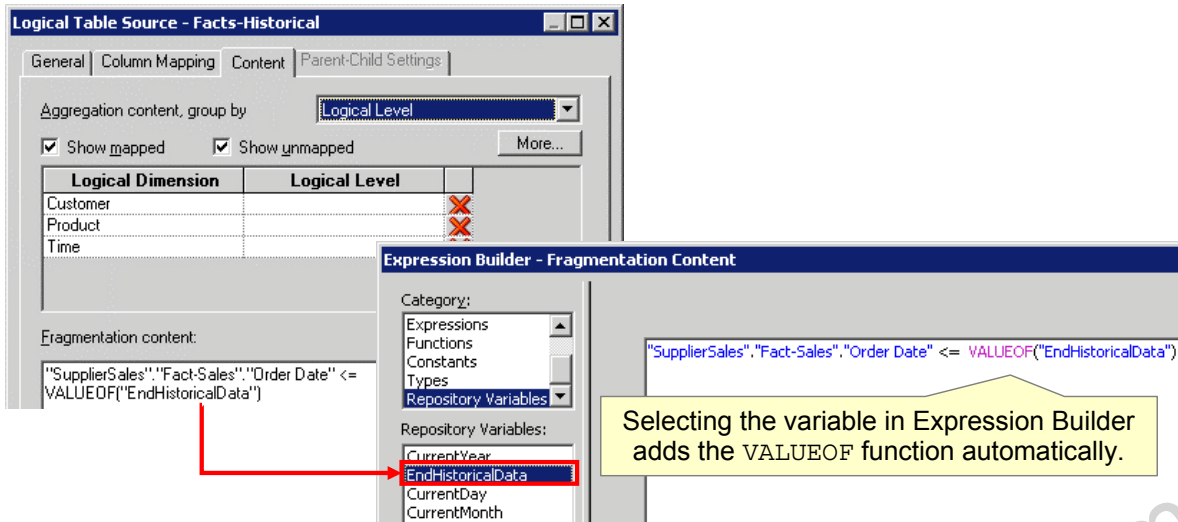 Logical Table Source - Facts-Historical
General
Column Mapping
Content
Parent-Child Settings
Aggregation content, group by
Logical Level
Show mapped
Show unmapped
More...
Logical Dimension
Logical Level
Customer
Product
Time
Fragmentation content:
"SupplierSales"."Fact-Sales"."Order Date" <=
VALUEOF("EndHistoricalData")
Expression Builder - Fragmentation Content
Category:
Expressions
Functions
Constants
Types
Repository Variables
Repository Variables:
CurrentYear
EndHistoricalData
CurrentDay
CurrentMonth
"SupplierSales"."Fact-Sales"."Order Date" <= VALUEOF("EndHistoricalData")
Selecting the variable in Expression Builder
adds the VALUEOF function automatically.